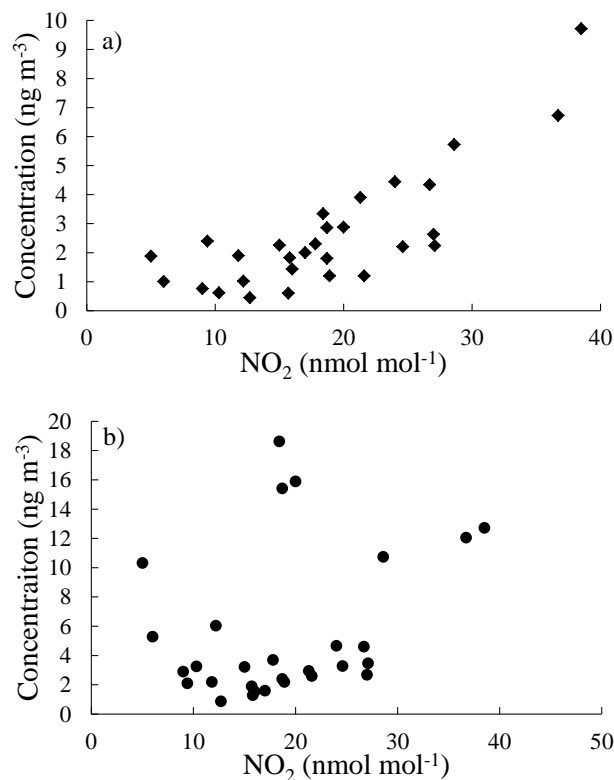 a)
Concentration (ng m⁻³)
10
9
8
7
6
5
4
3
2
1
0
0 10 20 30 40
NO₂ (nmol mol⁻¹)
b)
Concentraiton (ng m⁻³)
20
18
16
14
12
10
8
6
4
2
0
0 10 20 30 40 50
NO₂ (nmol mol⁻¹)